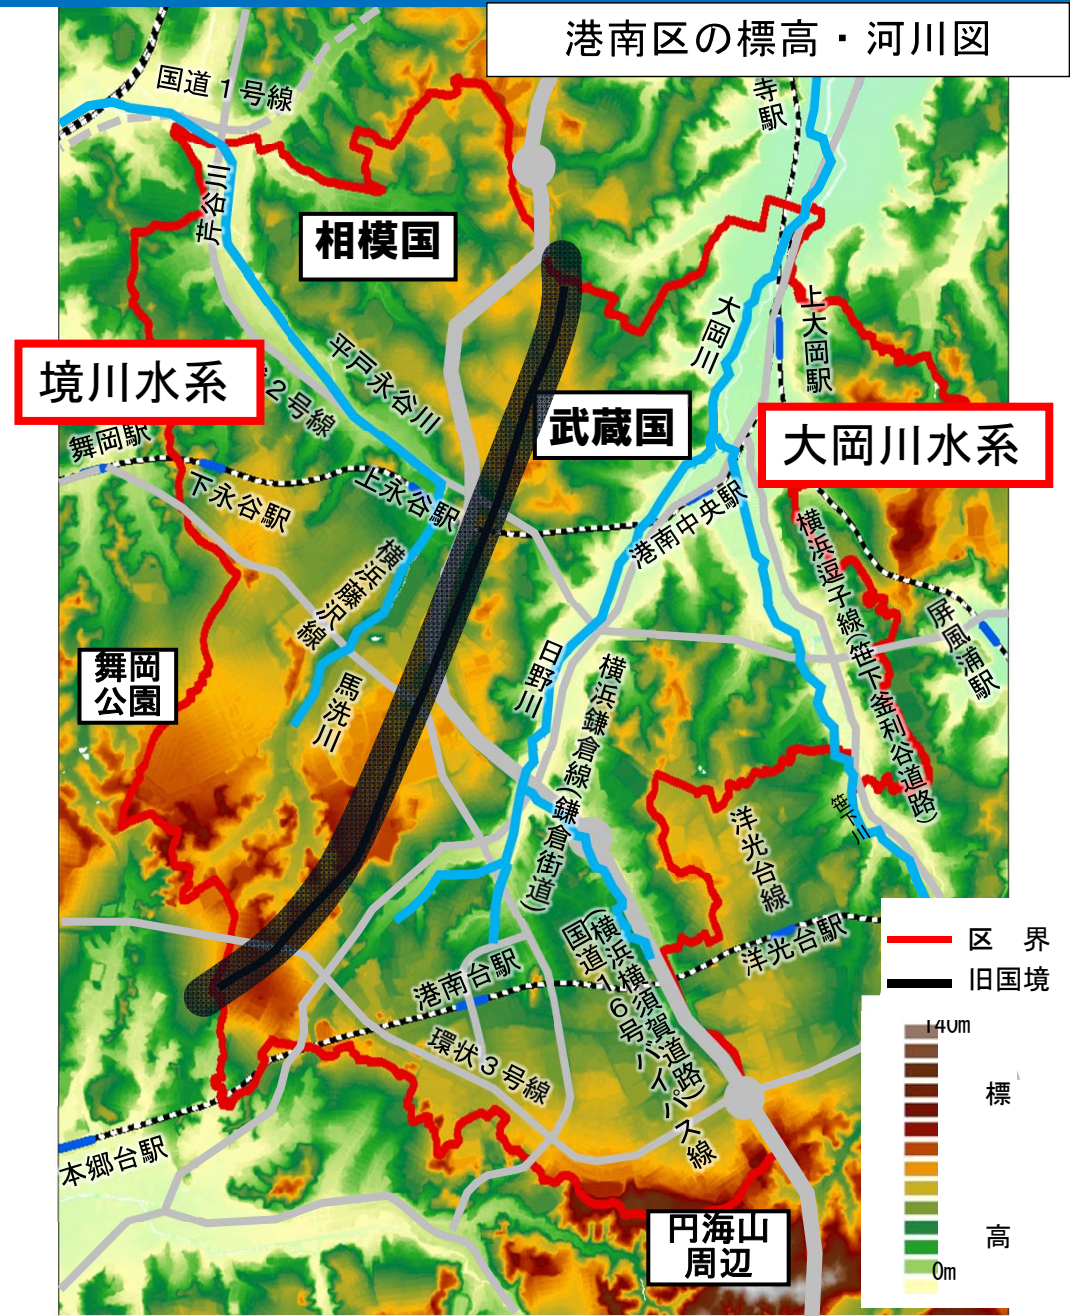 港南区の標高・河川図
国道１号線
寺駅
芹谷川
相模国
大岡川
上大岡駅
平戸永谷川
境川水系
２号線
武蔵国
大岡川水系
舞岡駅
下永谷駅
上永谷駅
港南中央駅
横浜逗子線(笹下釜利谷道路)
横浜藤沢線
屏風浦駅
舞岡
公園
馬洗川
日野川
横浜鎌倉線(鎌倉街道)
笹下川
洋光台線
洋光台駅
港南台駅
国道１６号バイパス線
(横浜横須賀道路)
環状３号線
本郷台駅
円海山
周辺
区　界
旧国境
140m
標
高
0m